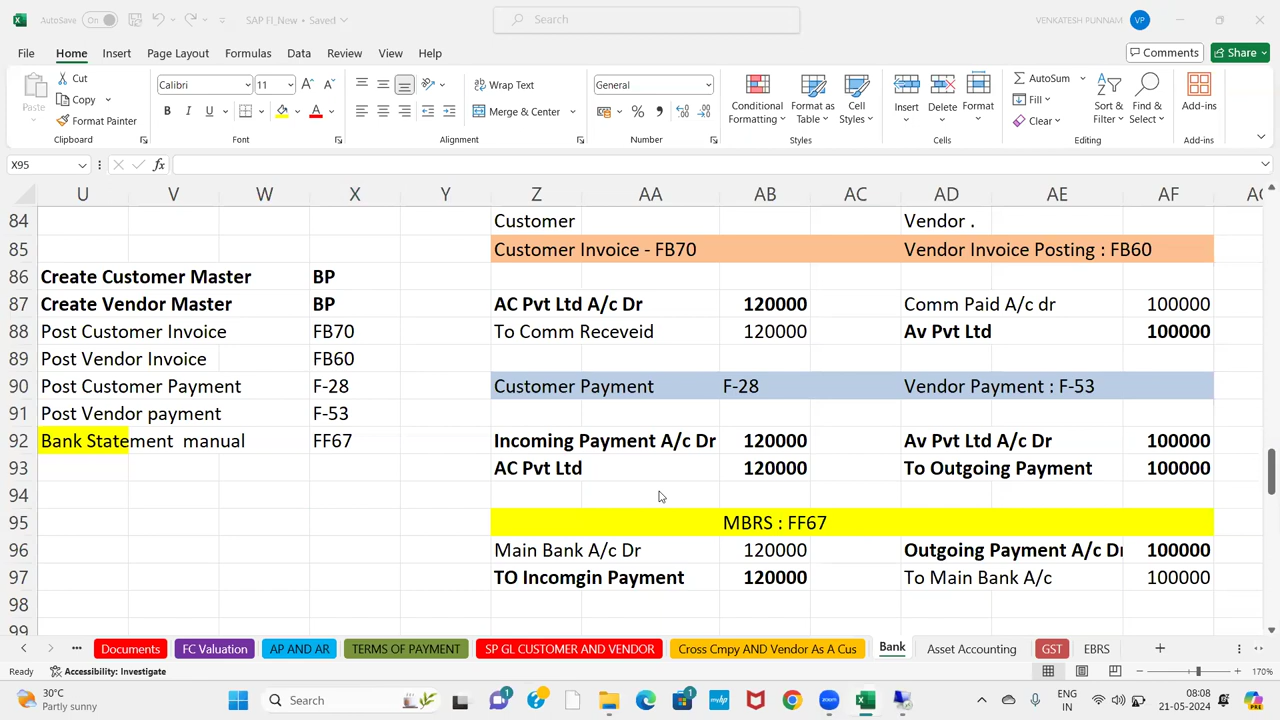 AutoSave On SAP FI_New • Saved Search VENKATESH PUNNAM VP
File Home Insert Page Layout Formulas Data Review View Help Comments Share
Paste Cut Copy Format Painter Clipboard
Calibri 11 B I U A Font
Wrap Text Merge & Center Alignment
General % Number
Conditional Formatting Format as Table Cell Styles Styles
Insert Delete Format Cells
AutoSum Fill Clear Sort & Filter Find & Select Editing
Add-ins Add-ins
X95 fx
U V W X Y Z AA AB AC AD AE AF
84 Customer Vendor .
85 Customer Invoice - FB70 Vendor Invoice Posting : FB60
86 Create Customer Master BP
87 Create Vendor Master BP AC Pvt Ltd A/c Dr 120000 Comm Paid A/c dr 100000
88 Post Customer Invoice FB70 To Comm Receveid 120000 Av Pvt Ltd 100000
89 Post Vendor Invoice FB60
90 Post Customer Payment F-28 Customer Payment F-28 Vendor Payment : F-53
91 Post Vendor payment F-53
92 Bank Statement manual FF67 Incoming Payment A/c Dr 120000 Av Pvt Ltd A/c Dr 100000
93 AC Pvt Ltd 120000 To Outgoing Payment 100000
94
95 MBRS : FF67
96 Main Bank A/c Dr 120000 Outgoing Payment A/c Dr 100000
97 TO Incomgin Payment 120000 To Main Bank A/c 100000
98
99
Documents FC Valuation AP AND AR TERMS OF PAYMENT SP GL CUSTOMER AND VENDOR Cross Cmpy AND Vendor As A Cus Bank Asset Accounting GST EBRS
Ready Accessibility: Investigate 170%
30°C Partly sunny Search ENG IN 08:08 21-05-2024